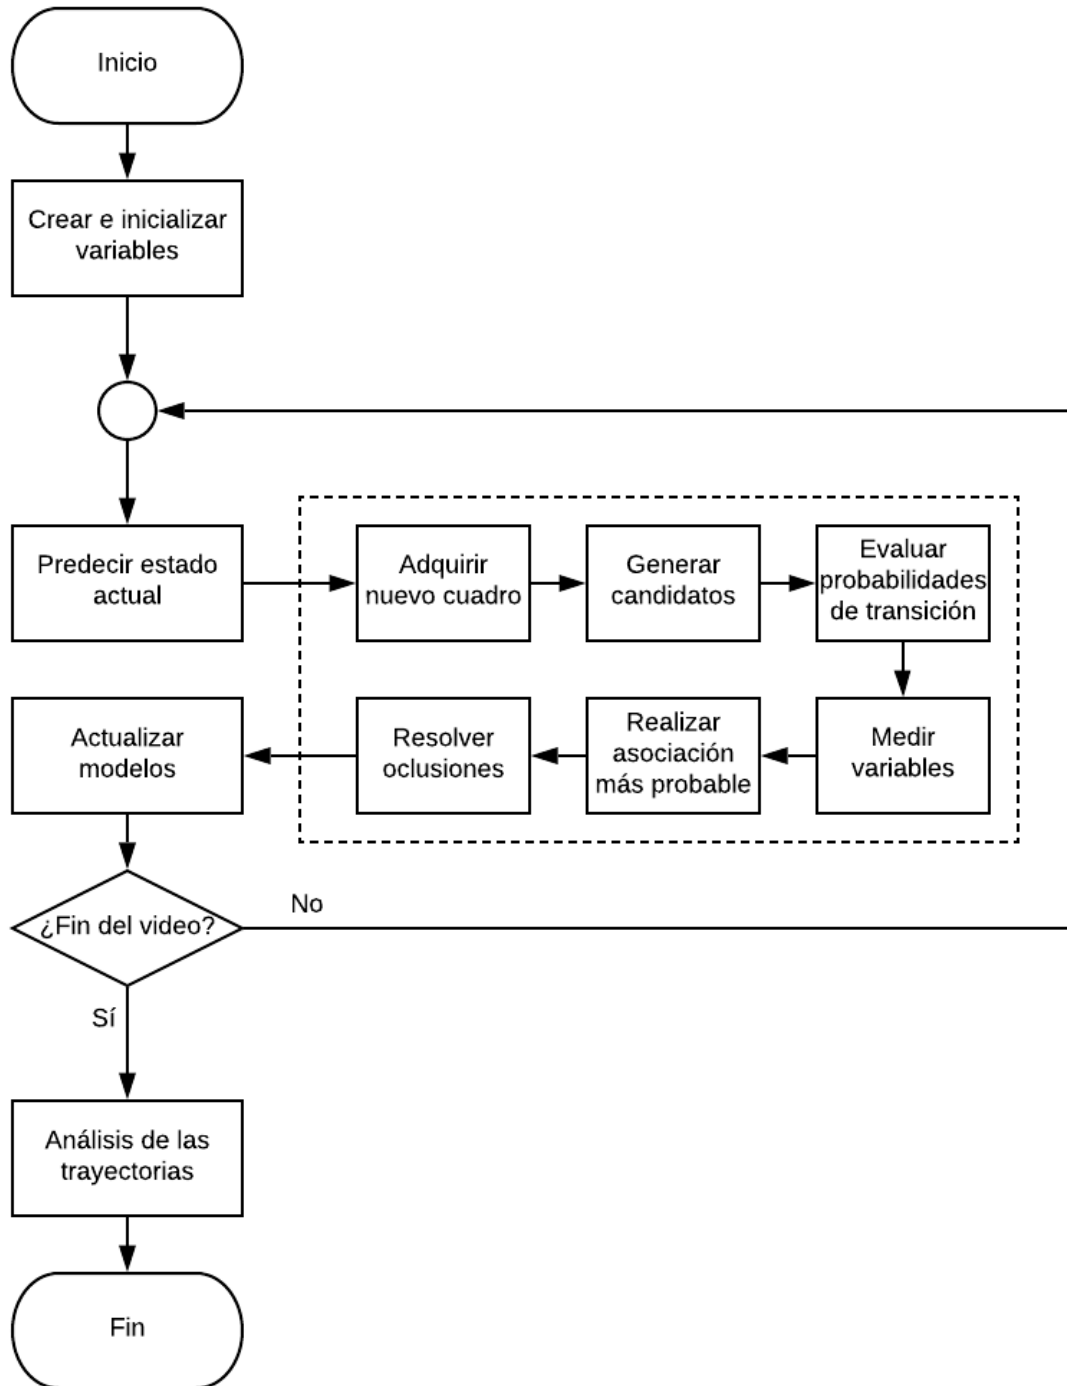 Inicio
Crear e inicializar
variables
Predecir estado
actual
Adquirir
nuevo cuadro
Generar
candidatos
Evaluar
probabilidades
de transición
Medir
variables
Realizar
asociación
más probable
Resolver
oclusiones
Actualizar
modelos
¿Fin del video?
No
Sí
Análisis de las
trayectorias
Fin